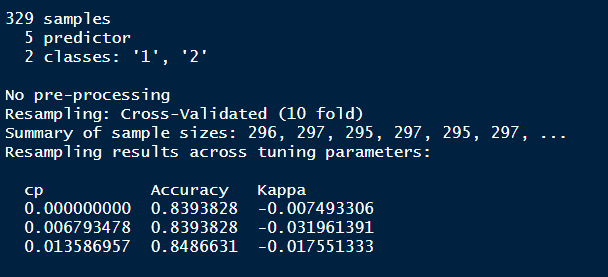 329 samples
5 predictor
2 classes: '1', '2'
No pre-processing
Resampling: Cross-Validated (10 fold)
Summary of sample sizes: 296, 297, 295, 297, 295, 297, ...
Resampling results across tuning parameters:
cp Accuracy Kappa
0.000000000 0.8393828 -0.007493306
0.006793478 0.8393828 -0.031961391
0.013586957 0.8486631 -0.017551333